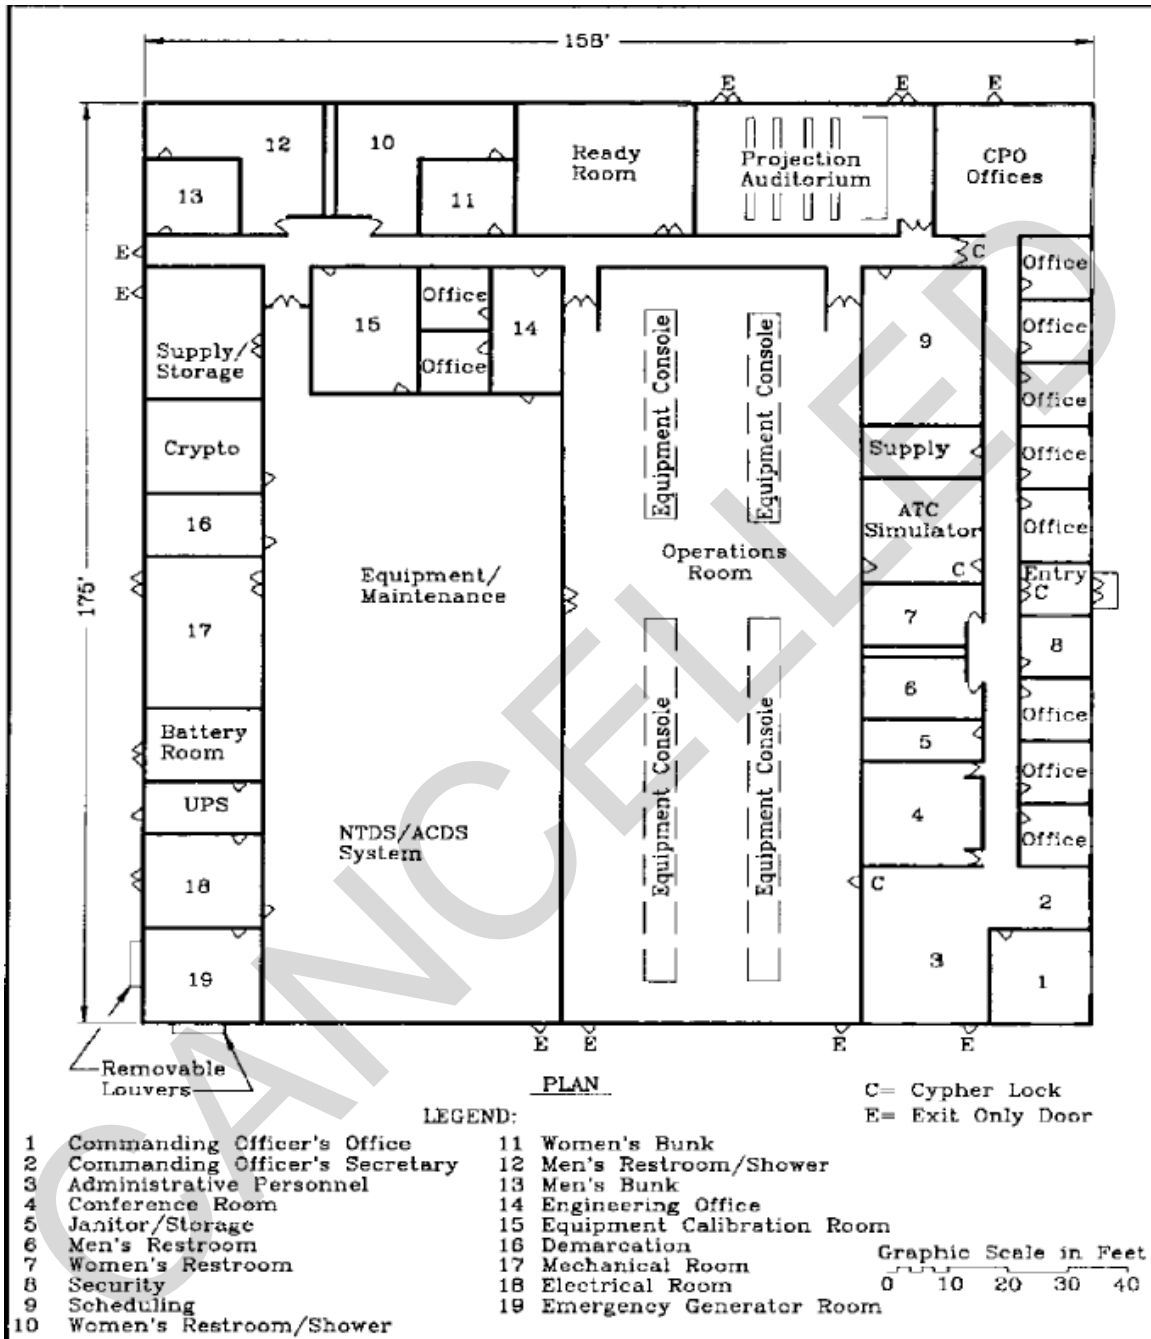 158'
E E E
12
10
Ready
Room
Projection
Auditorium
CPO
Offices
13
11
E
C
Office
E
15
Office
14
Equipment Console
Equipment Console
9
Office
Supply/
Storage
Office
Office
Crypto
Supply
Office
16
ATC
Simulator
Office
Operations
Room
C
Equipment/
Maintenance
Entry
C
175'
7
17
8
6
Battery
Room
Equipment Console
Equipment Console
Office
5
Office
UPS
4
NTDS/ACDS
System
Office
18
C
2
3
19
1
E E E E
Removable
Louvers
PLAN
C= Cypher Lock
E= Exit Only Door
LEGEND:
1 Commanding Officer's Office
2 Commanding Officer's Secretary
3 Administrative Personnel
4 Conference Room
5 Janitor/Storage
6 Men's Restroom
7 Women's Restroom
8 Security
9 Scheduling
10 Women's Restroom/Shower
11 Women's Bunk
12 Men's Restroom/Shower
13 Men's Bunk
14 Engineering Office
15 Equipment Calibration Room
16 Demarcation
17 Mechanical Room
18 Electrical Room
19 Emergency Generator Room
Graphic Scale in Feet
0 10 20 30 40
CANCELLED